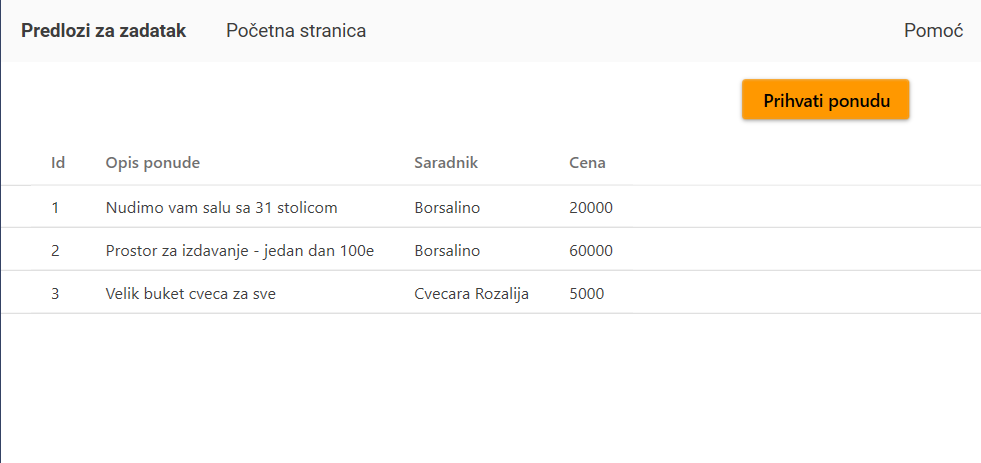 Predlozi za zadatak Početna stranica Pomoć
Prihvati ponudu
Id Opis ponude Saradnik Cena
1 Nudimo vam salu sa 31 stolicom Borsalino 20000
2 Prostor za izdavanje - jedan dan 100e Borsalino 60000
3 Velik buket cveca za sve Cvecara Rozalija 5000